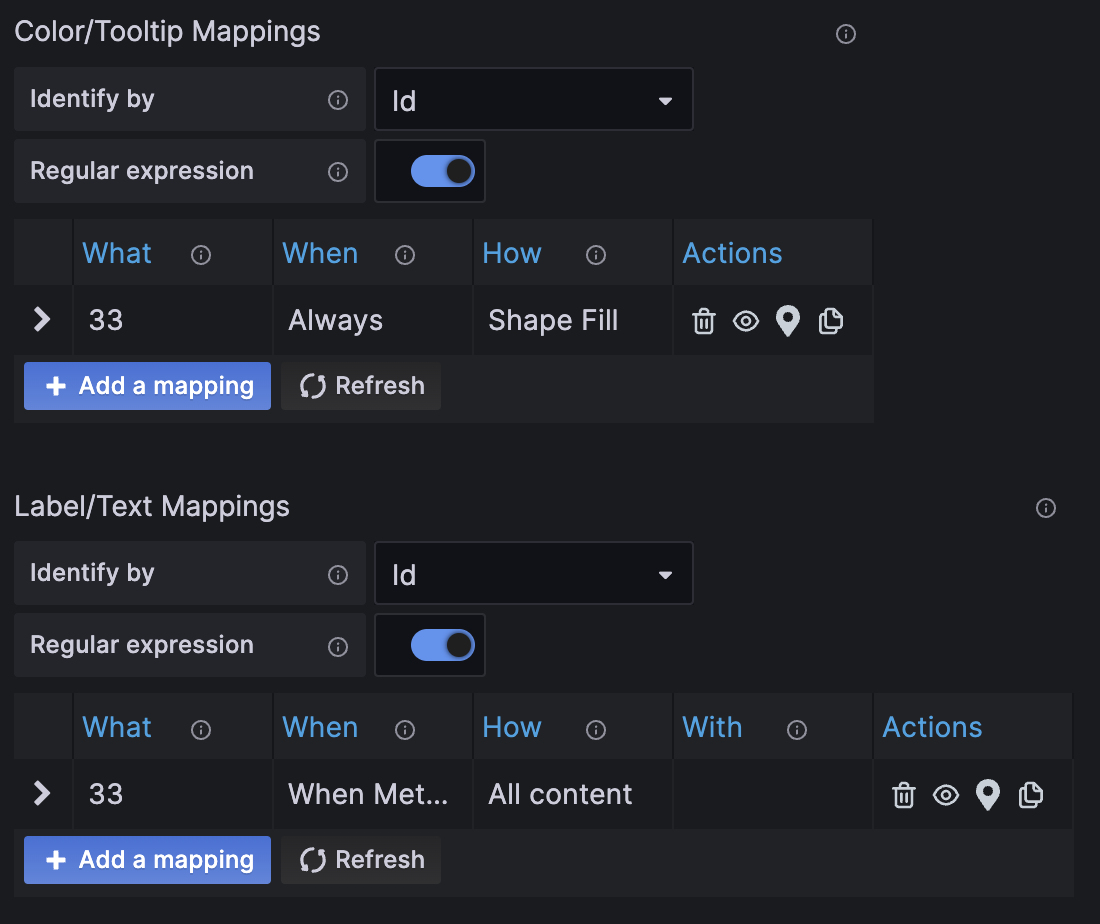 Color/Tooltip Mappings
Identify by Id
Regular expression
What When How Actions
33 Always Shape Fill
Add a mapping Refresh
Label/Text Mappings
Identify by Id
Regular expression
What When How With Actions
33 When Met... All content
Add a mapping Refresh